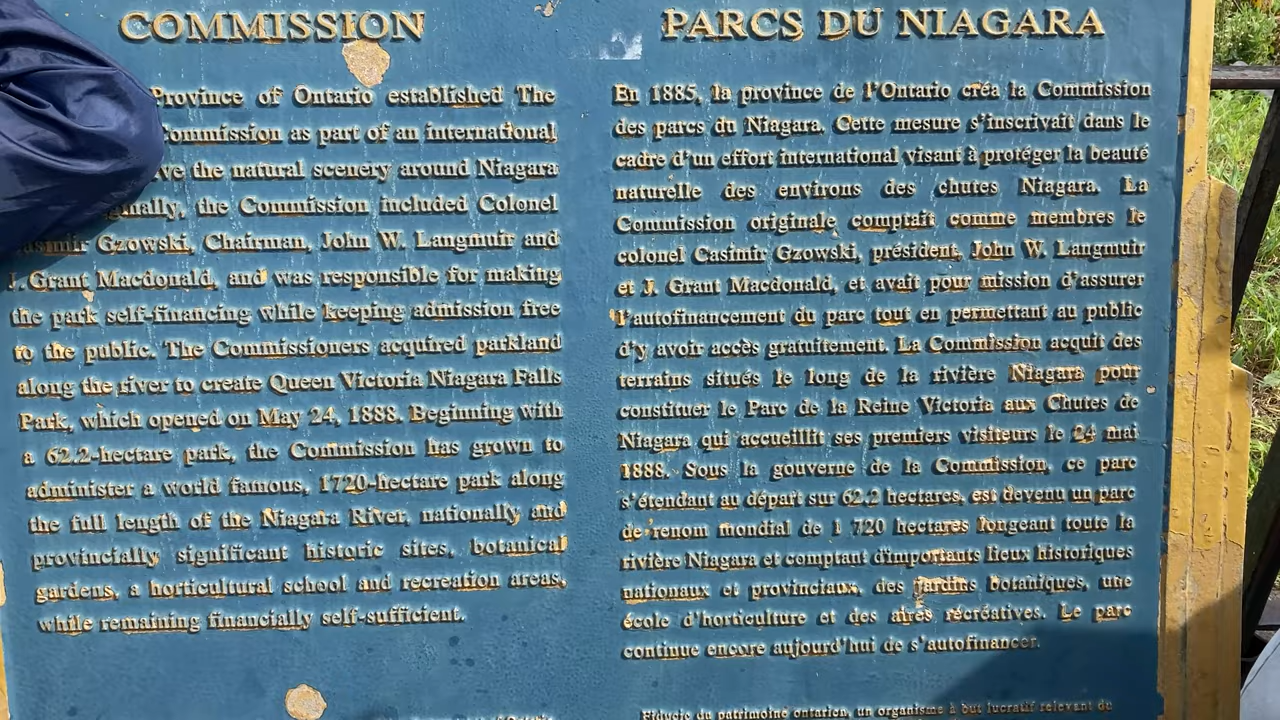 COMMISSION
Province of Ontario established The
Commission as part of an international
the natural scenery around Niagara
the Commission included Colonel
Casimir Gzowski, Chairman, John W. Langmuir and
J. Grant Macdonald, and was responsible for making
the park self-financing while keeping admission free
to the public. The Commissioners acquired parkland
along the river to create Queen Victoria Niagara Falls
Park, which opened on May 24, 1888. Beginning with
a 62.2-hectare park, the Commission has grown to
administer a world famous, 1720-hectare park along
the full length of the Niagara River, nationally and
provincially significant historic sites, botanical
gardens, a horticultural school and recreation areas,
while remaining financially self-sufficient.
PARCS DU NIAGARA
En 1885, la province de l'Ontario créa la Commission
des parcs du Niagara. Cette mesure s'inscrivait dans le
cadre d'un effort international visant à protéger la beauté
naturelle des environs des chutes Niagara. La
Commission originale comptait comme membres le
colonel Casimir Gzowski, président, John W. Langmuir
et J. Grant Macdonald, et avait pour mission d'assurer
l'autofinancement du parc tout en permettant au public
d'y avoir accès gratuitement. La Commission acquit des
terrains situés le long de la rivière Niagara pour
constituer le Parc de la Reine Victoria aux Chutes de
Niagara qui accueillit ses premiers visiteurs le 24 mai
1888. Sous la gouverne de la Commission, ce parc
s'étendant au départ sur 62.2 hectares, est devenu un parc
de renom mondial de 1 720 hectares longeant toute la
rivière Niagara et comptant d'importants lieux historiques
nationaux et provinciaux, des jardins botaniques, une
école d'horticulture et des aires récréatives. Le parc
continue encore aujourd'hui de s'autofinancer.
Fiducie du patrimoine ontarien, un organisme à but lucratif relevant du